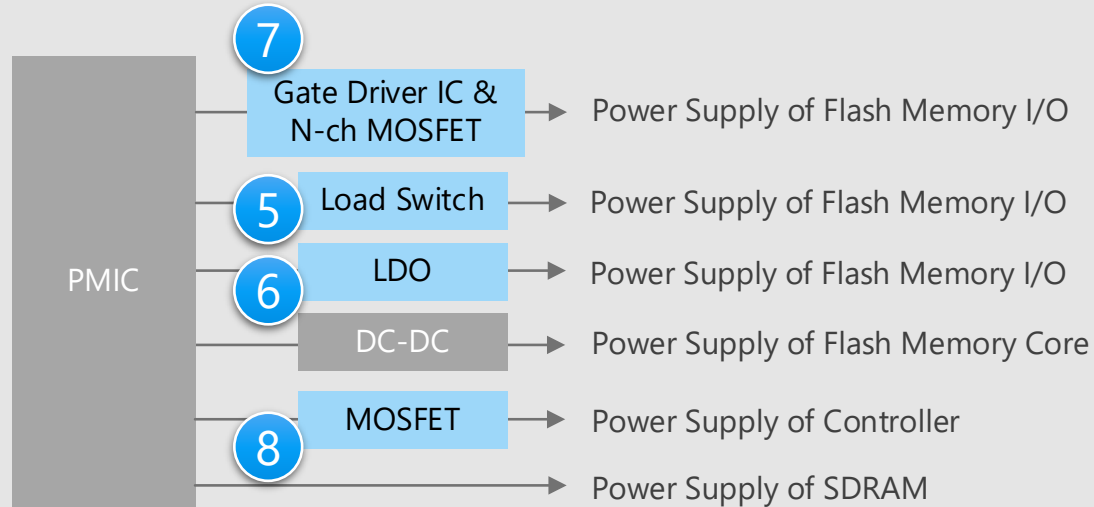 7
Gate Driver IC &
N-ch MOSFET
Power Supply of Flash Memory I/O
5
Load Switch
Power Supply of Flash Memory I/O
PMIC
6
LDO
Power Supply of Flash Memory I/O
DC-DC
Power Supply of Flash Memory Core
8
MOSFET
Power Supply of Controller
Power Supply of SDRAM